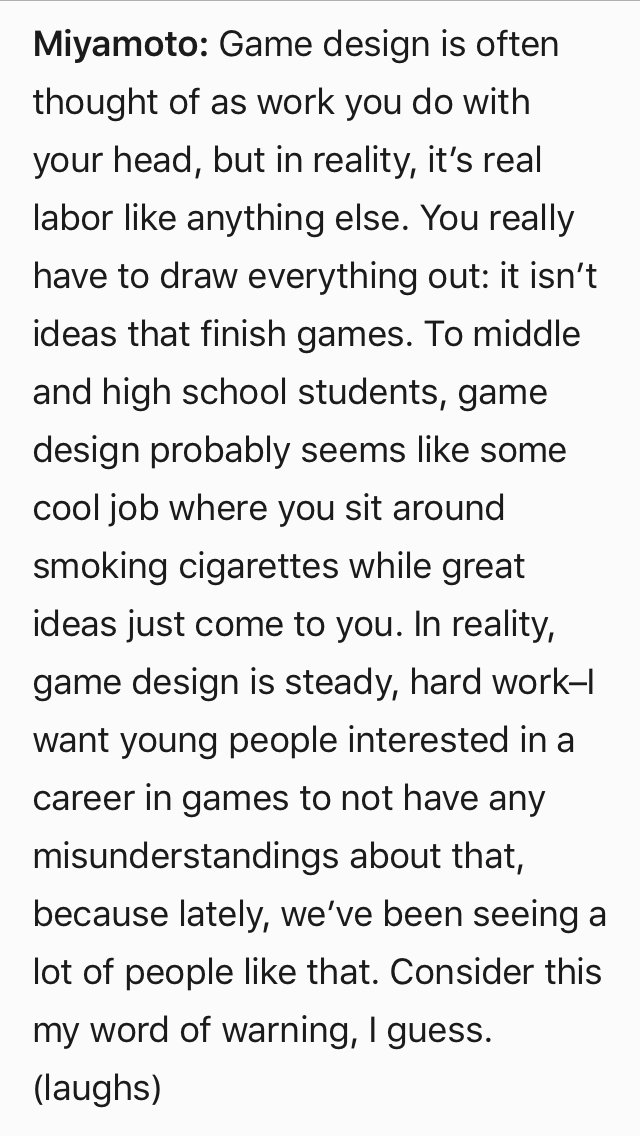 Miyamoto: Game design is often
thought of as work you do with
your head, but in reality, it’s real
labor like anything else. You really
have to draw everything out: it isn’t
ideas that finish games. To middle
and high school students, game
design probably seems like some
cool job where you sit around
smoking cigarettes while great
ideas just come to you. In reality,
game design is steady, hard work–I
want young people interested in a
career in games to not have any
misunderstandings about that,
because lately, we’ve been seeing a
lot of people like that. Consider this
my word of warning, I guess.
(laughs)